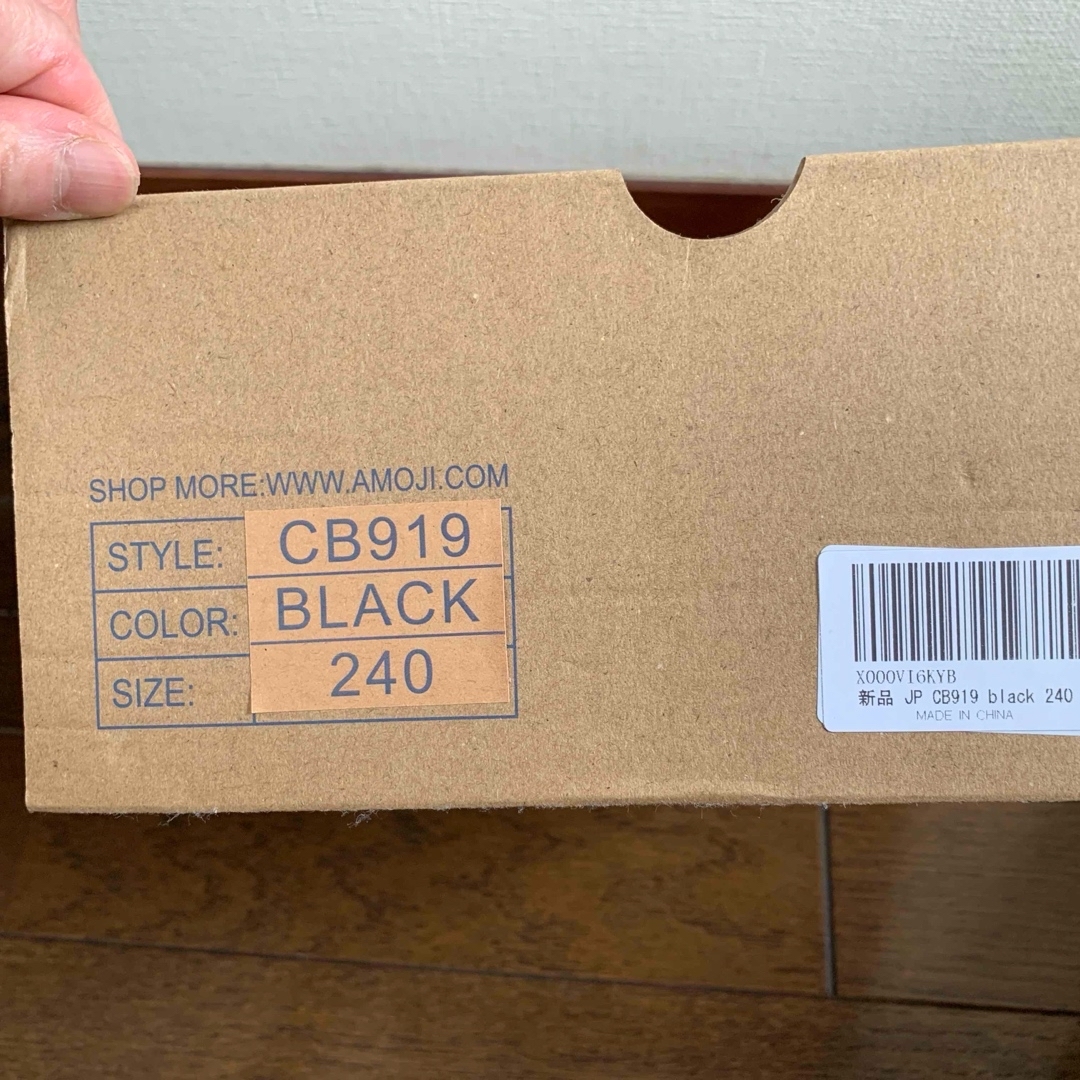 SHOP MORE:WWW.AMOJI.COM
STYLE: CB919
COLOR: BLACK
SIZE: 240
X000VI6KYB
新品 JP CB919 black 240
MADE IN CHINA